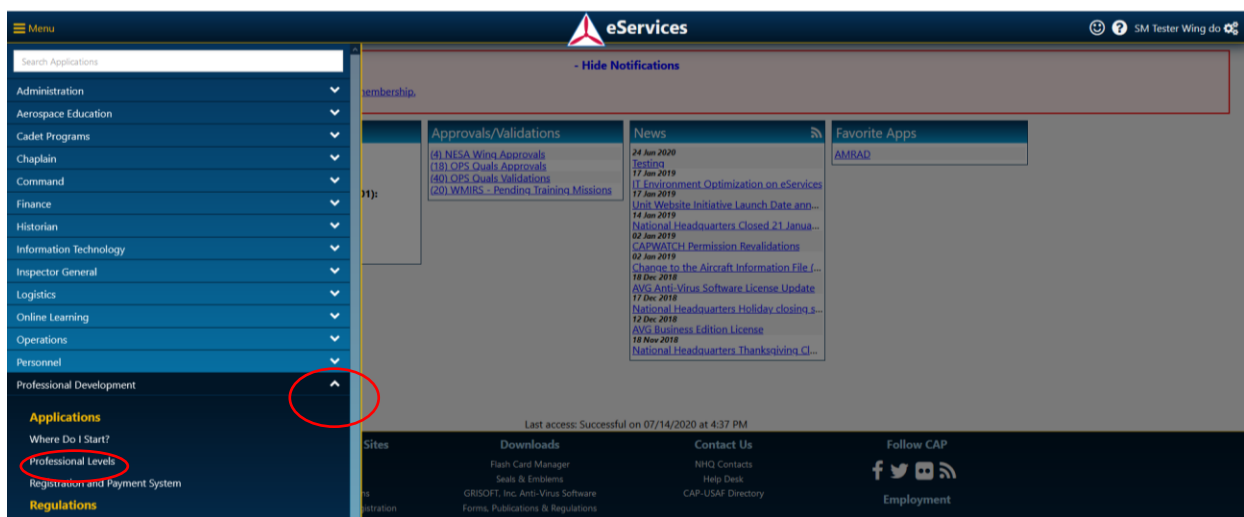 Menu
eServices
SM Tester Wing do
Search Applications
Administration
Aerospace Education
Cadet Programs
Chaplain
Command
Finance
Historian
Information Technology
Inspector General
Logistics
Online Learning
Operations
Personnel
Professional Development
Applications
Where Do I Start?
Professional Levels
Registration and Payment System
Regulations
- Hide Notifications
membership.
01):
Approvals/Validations
(4) NESA Wing Approvals
(18) OPS Quals Approvals
(40) OPS Quals Validations
(20) WMIRS - Pending Training Missions
News
24 Jun 2020
Testing
17 Jan 2019
IT Environment Optimization on eServices
17 Jan 2019
Unit Website Initiative Launch Date ann...
14 Jan 2019
National Headquarters Closed 21 Janua...
02 Jan 2019
CAPWATCH Permission Revalidations
02 Jan 2019
Change to the Aircraft Information File (...
18 Dec 2018
AVG Anti-Virus Software License Update
17 Dec 2018
National Headquarters Holiday closing s...
12 Dec 2018
AVG Business Edition License
18 Nov 2018
National Headquarters Thanksgiving Cl...
Favorite Apps
AMRAD
Last access: Successful on 07/14/2020 at 4:37 PM
Sites
Downloads
Flash Card Manager
Seals & Emblems
GRISOFT, Inc. Anti-Virus Software
Forms, Publications & Regulations
Contact Us
NHQ Contacts
Help Desk
CAP-USAF Directory
Follow CAP
Employment